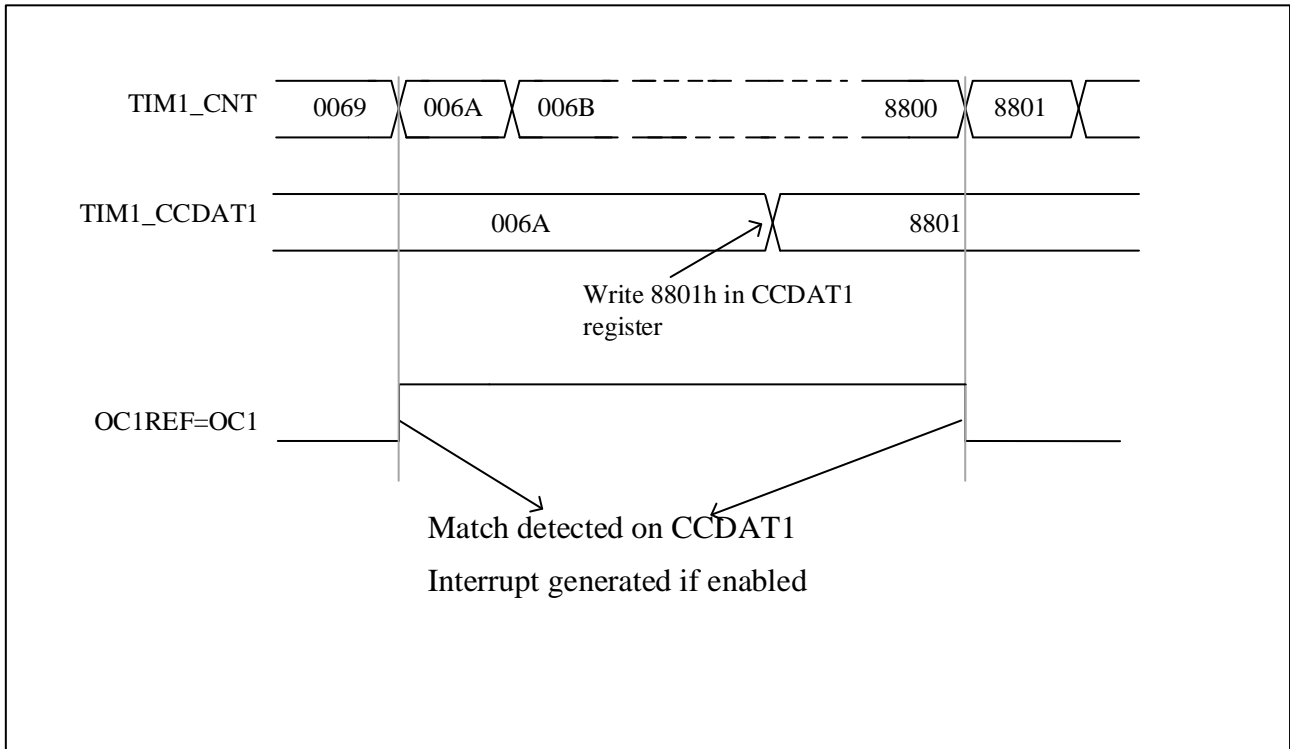 TIM1_CNT
0069
006A
006B
8800
8801
TIM1_CCDAT1
006A
8801
Write 8801h in CCDAT1
register
OC1REF=OC1
Match detected on CCDAT1
Interrupt generated if enabled